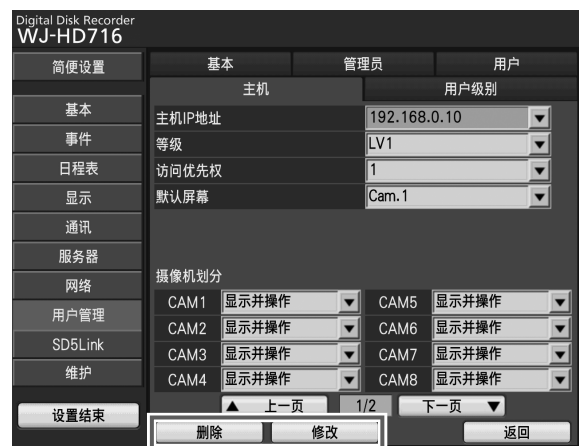 Digital Disk Recorder
WJ-HD716
简便设置
基本
事件
日程表
显示
通讯
服务器
网络
用户管理
SD5Link
维护
设置结束
基本 管理员 用户
主机 用户级别
主机IP地址 192.168.0.10
等级 LV1
访问优先权 1
默认屏幕 Cam.1
摄像机划分
CAM1 显示并操作 CAM5 显示并操作
CAM2 显示并操作 CAM6 显示并操作
CAM3 显示并操作 CAM7 显示并操作
CAM4 显示并操作 CAM8 显示并操作
▲ 上一页 1/2 下一页 ▼
删除 修改 返回